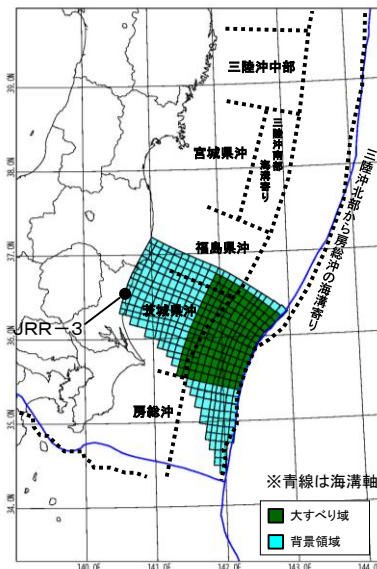 三陸沖中部
宮城県沖
三陸沖南部
海溝寄り
福島県沖
三陸沖北部から房総沖の海溝寄り
茨城県沖
JRR-3
房総沖
※青線は海溝軸
大すべり域
背景領域
39.0N
38.0N
37.0N
36.0N
35.0N
34.0N
140.0E
141.0E
142.0E
143.0E
144.0